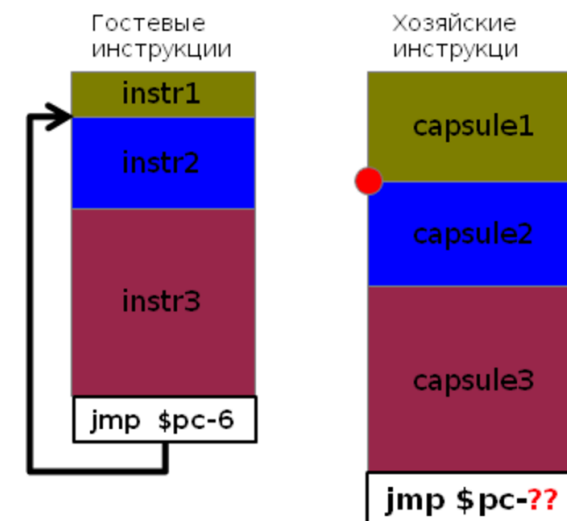 Гостевые
инструкции
instr1
instr2
instr3
jmp $pc-6
Хозяйские
инструкци
capsule1
capsule2
capsule3
jmp $pc-??